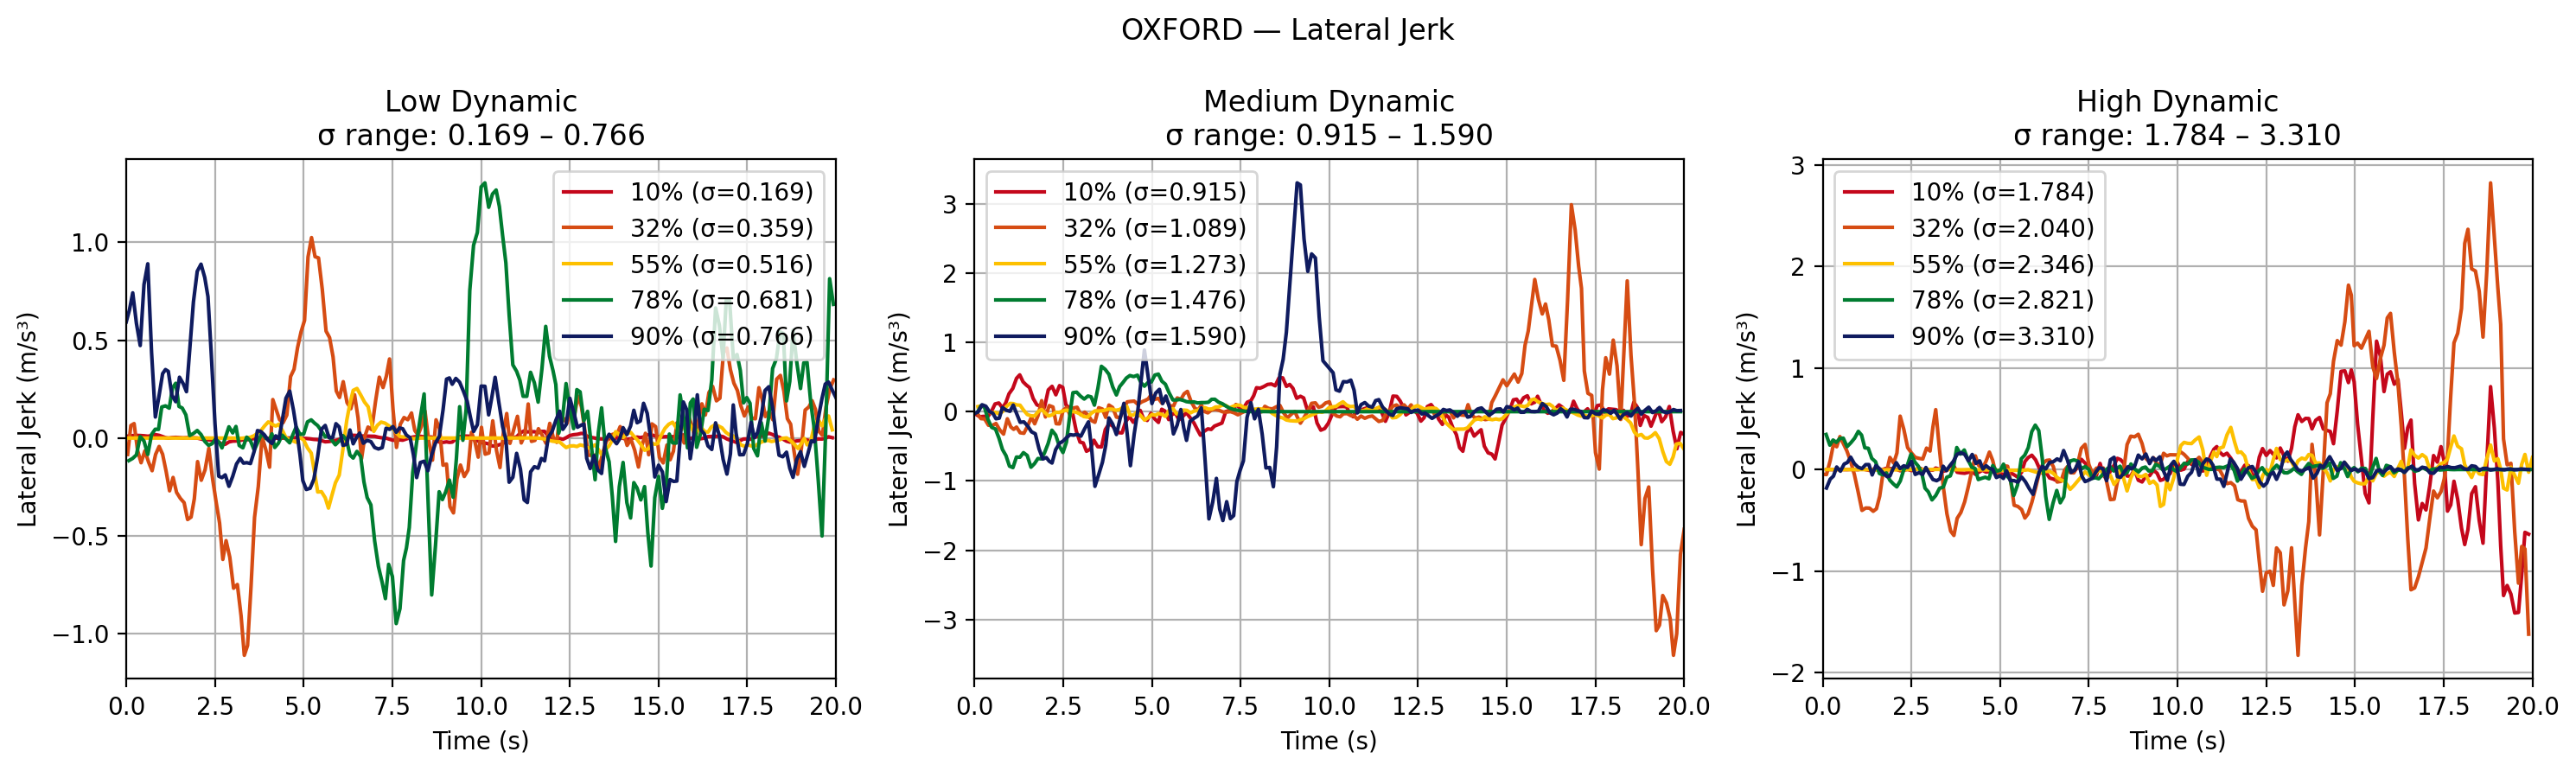 OXFORD — Lateral Jerk
Low Dynamic
σ range: 0.169 – 0.766
Lateral Jerk (m/s³)
1.0
0.5
0.0
−0.5
−1.0
10% (σ=0.169)
32% (σ=0.359)
55% (σ=0.516)
78% (σ=0.681)
90% (σ=0.766)
0.0 2.5 5.0 7.5 10.0 12.5 15.0 17.5 20.0
Time (s)
Medium Dynamic
σ range: 0.915 – 1.590
Lateral Jerk (m/s³)
3
2
1
0
−1
−2
−3
10% (σ=0.915)
32% (σ=1.089)
55% (σ=1.273)
78% (σ=1.476)
90% (σ=1.590)
0.0 2.5 5.0 7.5 10.0 12.5 15.0 17.5 20.0
Time (s)
High Dynamic
σ range: 1.784 – 3.310
Lateral Jerk (m/s³)
3
2
1
0
−1
−2
10% (σ=1.784)
32% (σ=2.040)
55% (σ=2.346)
78% (σ=2.821)
90% (σ=3.310)
0.0 2.5 5.0 7.5 10.0 12.5 15.0 17.5 20.0
Time (s)